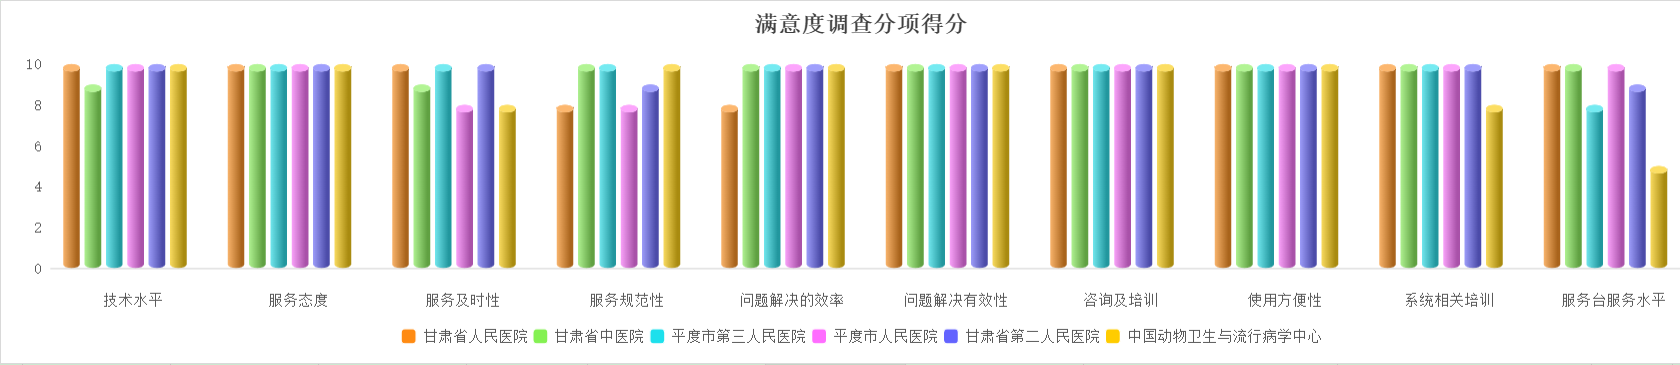 满意度调查分项得分
10
8
6
4
2
0
技术水平 服务态度 服务及时性 服务规范性 问题解决的效率 问题解决有效性 咨询及培训 使用方便性 系统相关培训 服务台服务水平
甘肃省人民医院 甘肃省中医院 平度市第三人民医院 平度市人民医院 甘肃省第二人民医院 中国动物卫生与流行病学中心